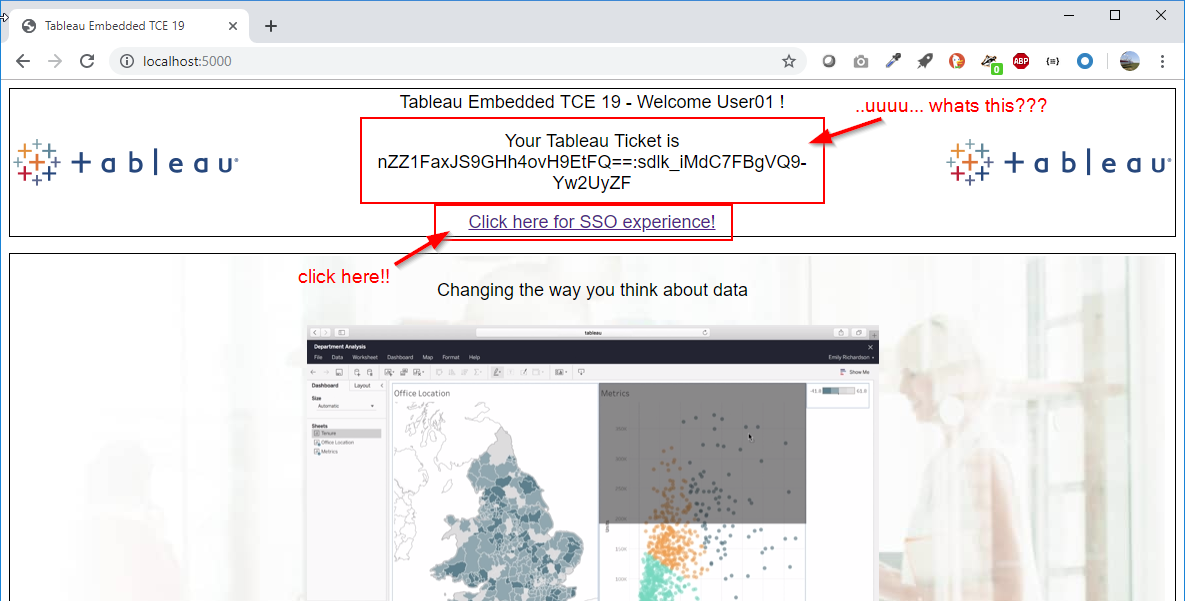 Tableau Embedded TCE 19
localhost:5000
0
ABP
Tableau Embedded TCE 19 - Welcome User01 !
..uuuu... whats this???
Your Tableau Ticket is
nZZ1FaxJS9GHh4ovH9EtFQ==:sdlk_iMdC7FBgVQ9-
Yw2UyZF
+ableau
+ableau
Click here for SSO experience!
click here!!
Changing the way you think about data
tableau
Department Analysis
File Data Worksheet Dashboard Map Format Help
Emily Richardson
Show Me
Dashboard Layout
Size
Automatic
Sheets
Tenure
Office Location
Metrics
Office Location
Metrics